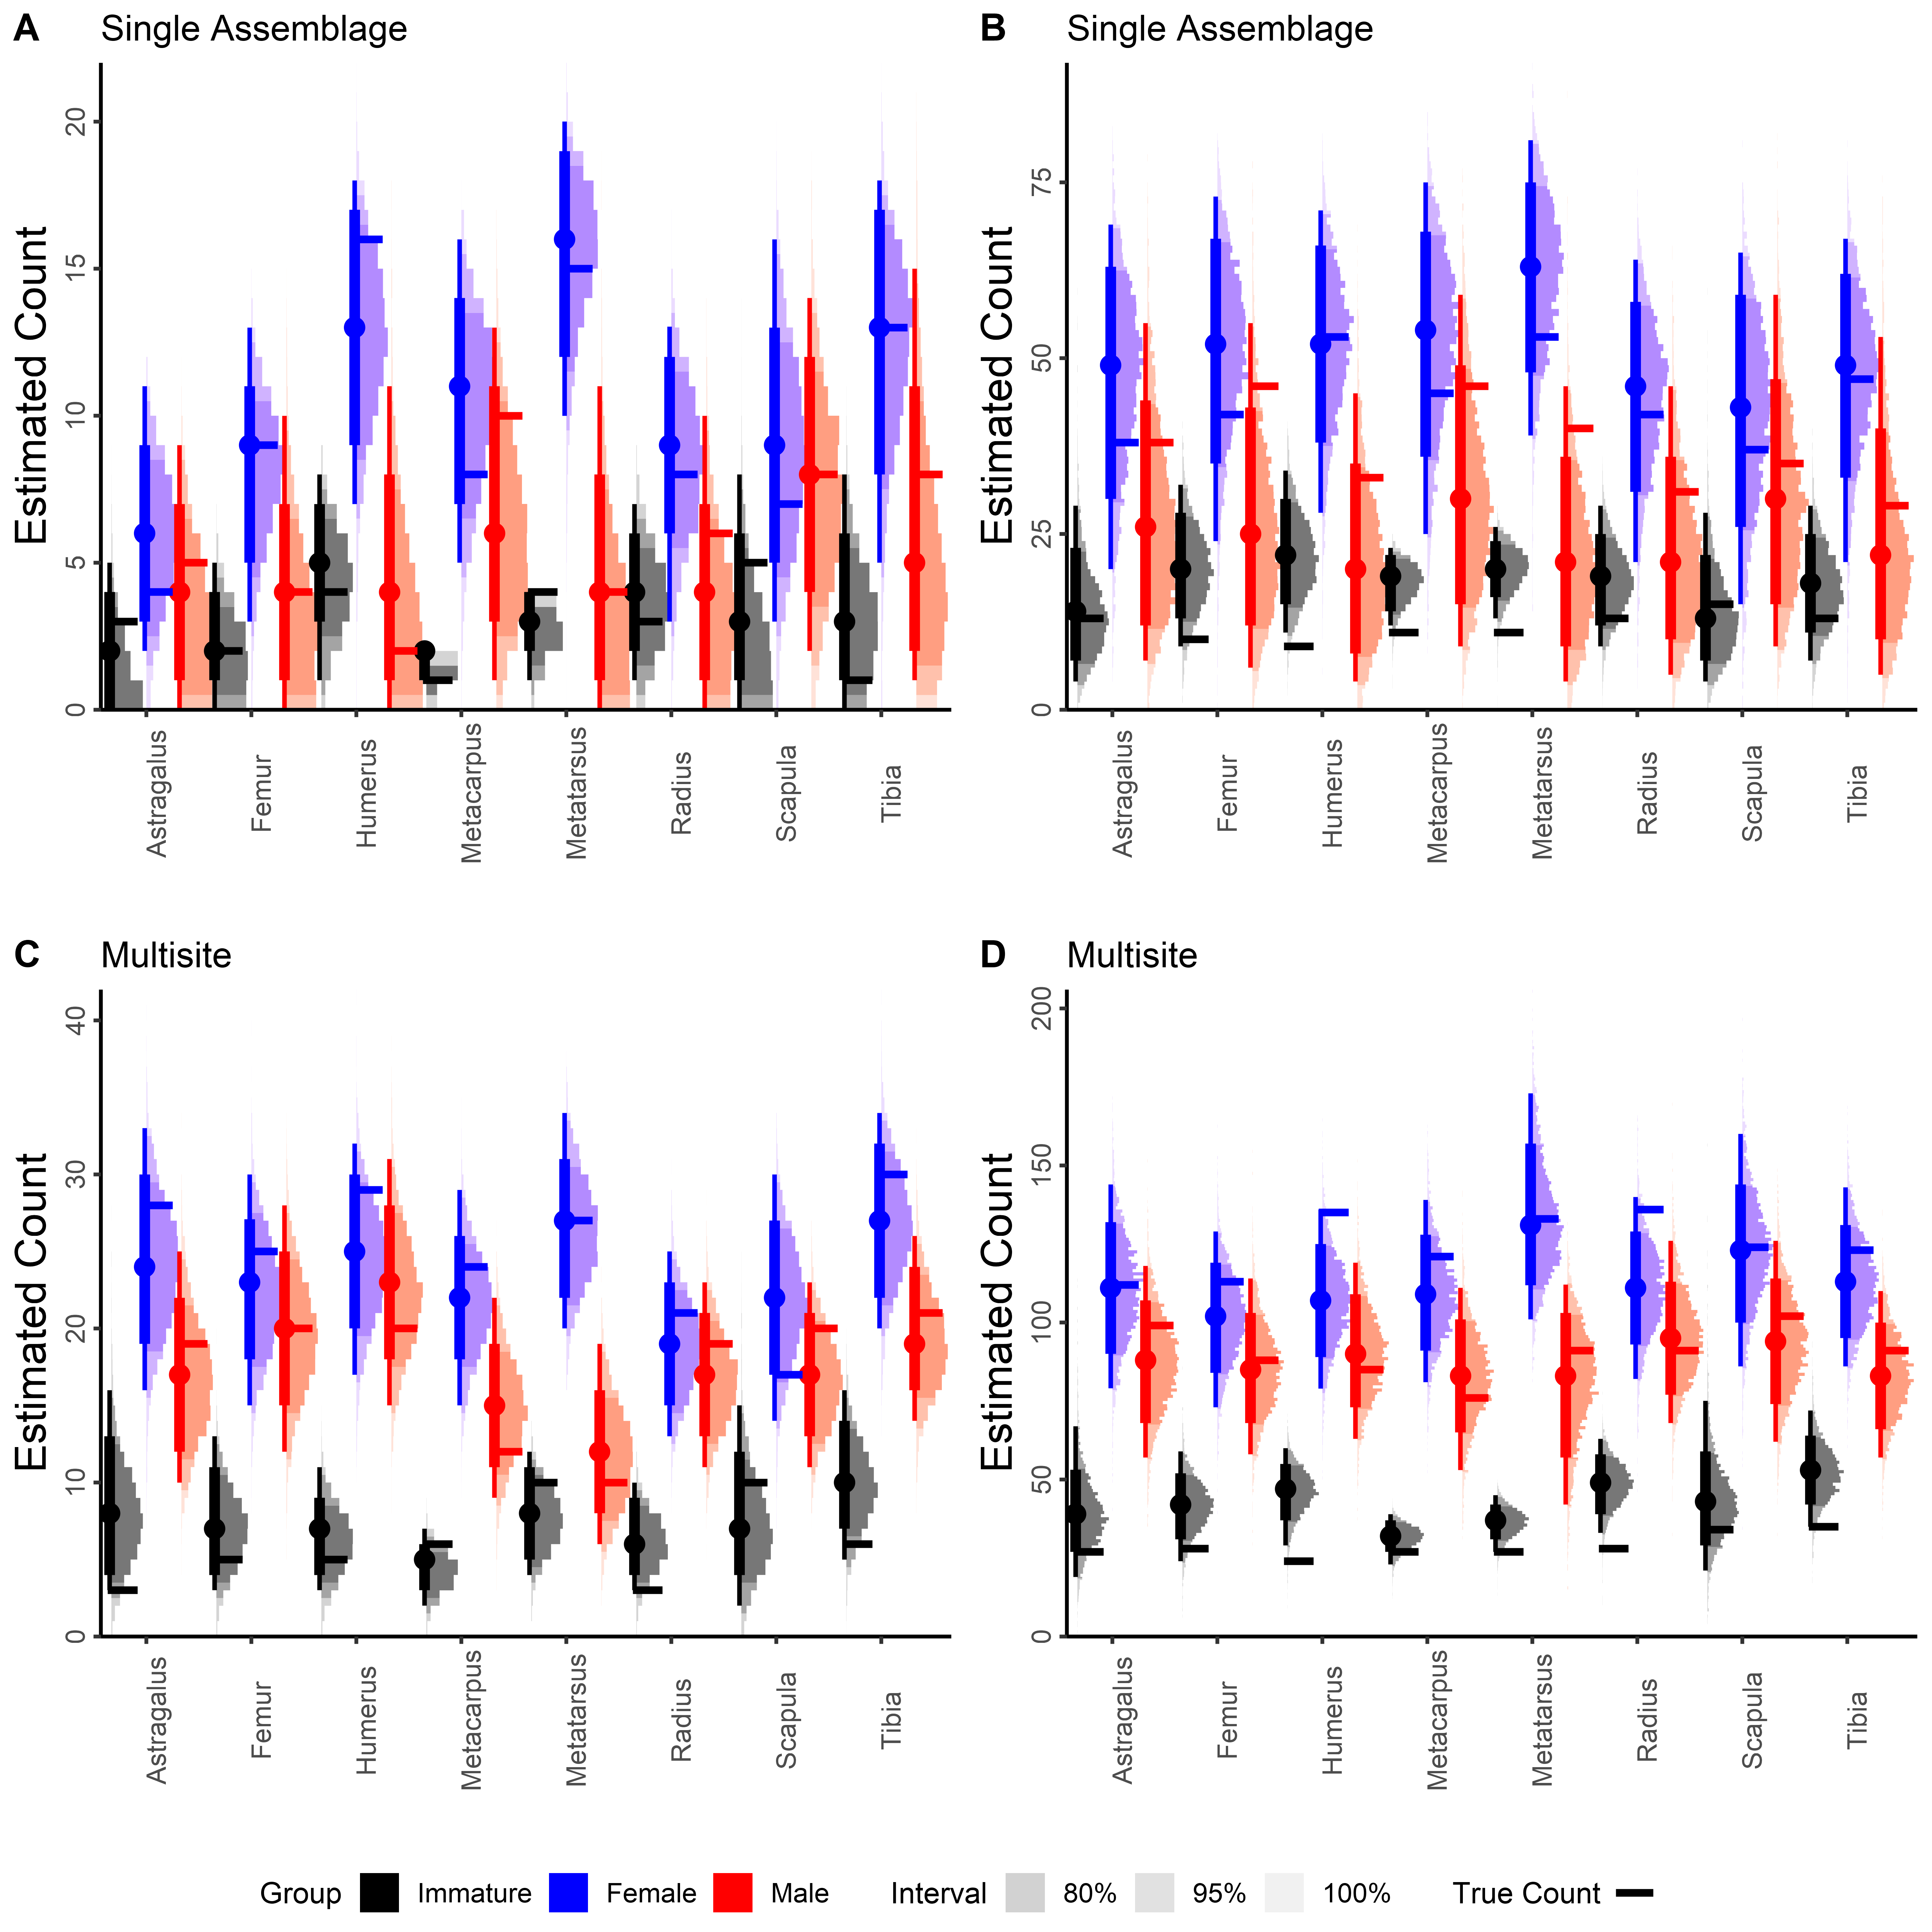 A Single Assemblage
B Single Assemblage
Estimated Count
20
15
10
5
0
Astragalus
Femur
Humerus
Metacarpus
Metatarsus
Radius
Scapula
Tibia
Estimated Count
75
50
25
0
Astragalus
Femur
Humerus
Metacarpus
Metatarsus
Radius
Scapula
Tibia
C Multisite
D Multisite
Estimated Count
40
30
20
10
0
Astragalus
Femur
Humerus
Metacarpus
Metatarsus
Radius
Scapula
Tibia
Estimated Count
200
150
100
50
0
Astragalus
Femur
Humerus
Metacarpus
Metatarsus
Radius
Scapula
Tibia
Group Immature Female Male Interval 80% 95% 100% True Count